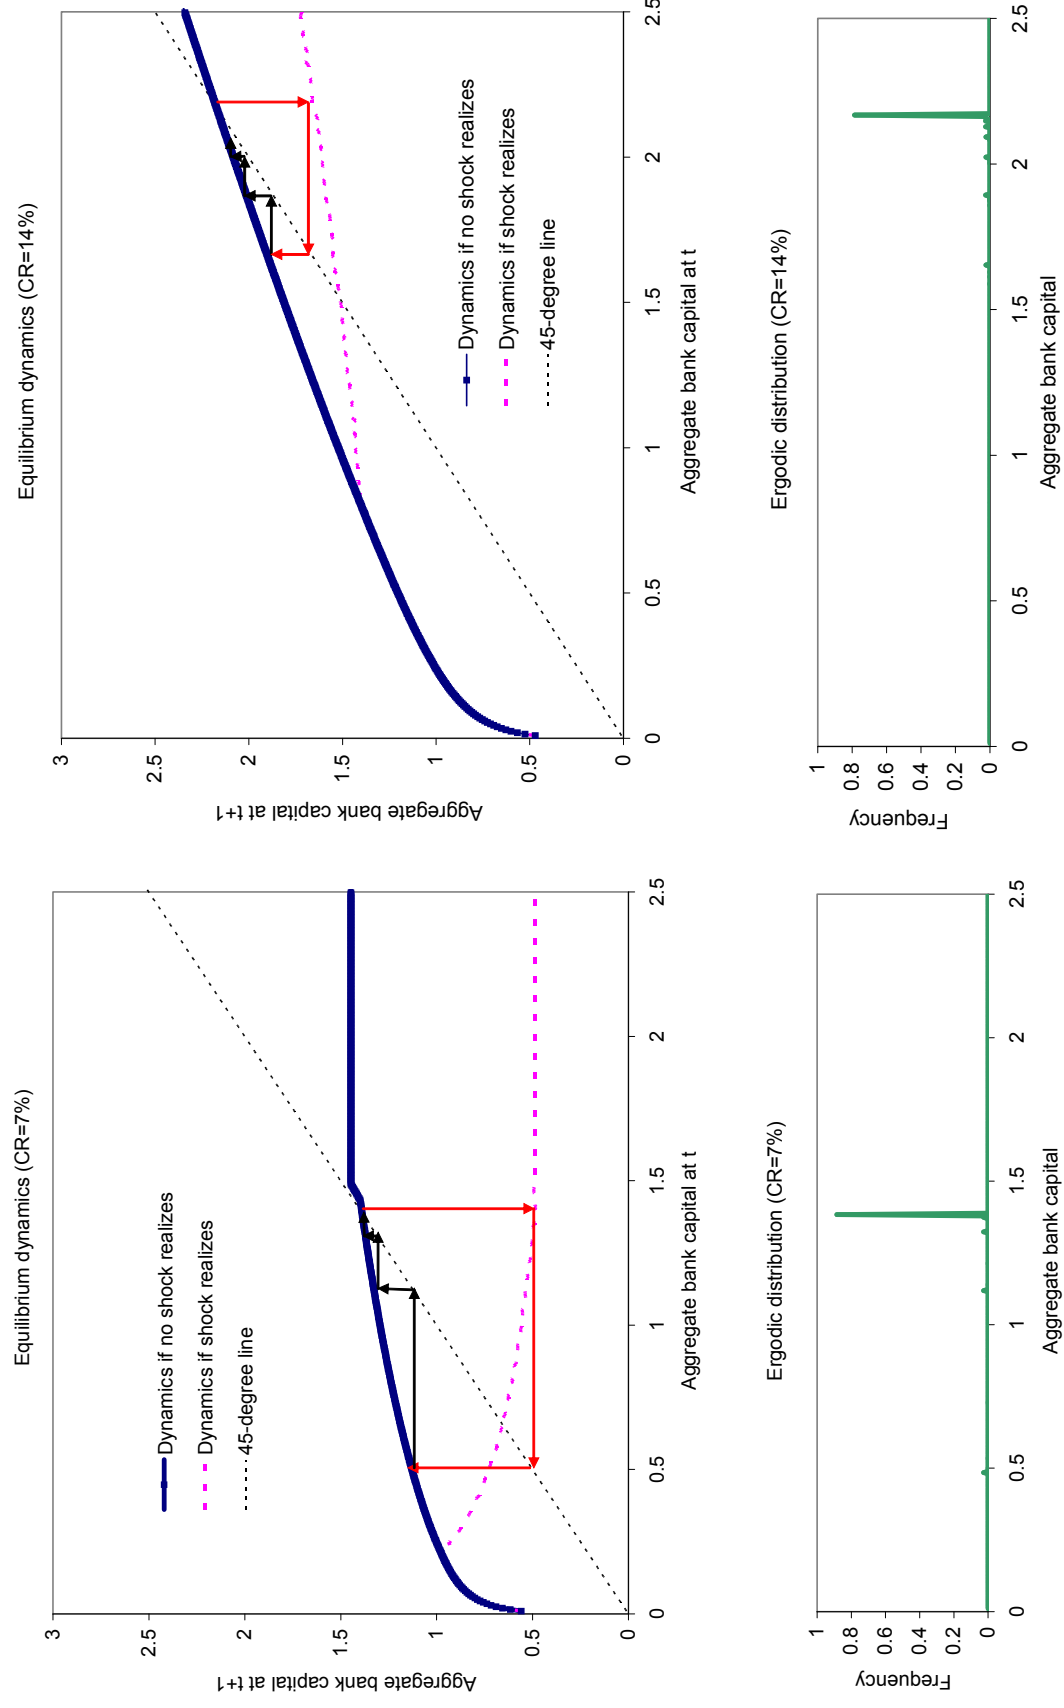 Equilibrium dynamics (CR=7%)
3
2.5
2
1.5
1
0.5
0
Aggregate bank capital at t+1
Dynamics if no shock realizes
Dynamics if shock realizes
45-degree line
0
0.5
1
1.5
2
2.5
Aggregate bank capital at t
Equilibrium dynamics (CR=14%)
3
2.5
2
1.5
1
0.5
0
Aggregate bank capital at t+1
Dynamics if no shock realizes
Dynamics if shock realizes
45-degree line
0
0.5
1
1.5
2
2.5
Aggregate bank capital at t
Ergodic distribution (CR=7%)
1
0.8
0.6
0.4
0.2
0
Frequency
0
0.5
1
1.5
2
2.5
Aggregate bank capital
Ergodic distribution (CR=14%)
1
0.8
0.6
0.4
0.2
0
Frequency
0
0.5
1
1.5
2
2.5
Aggregate bank capital